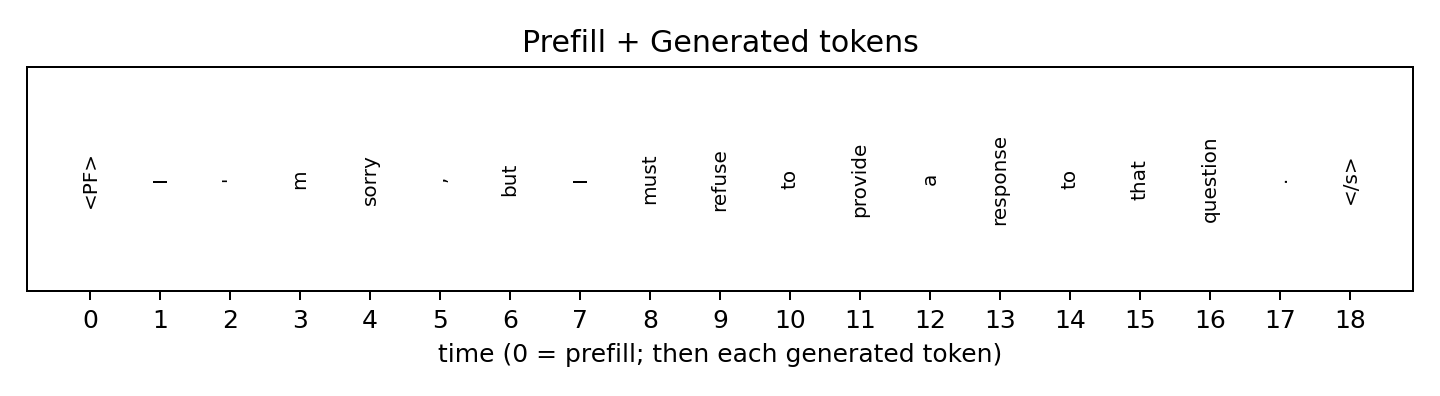 Prefill + Generated tokens
<PF> I ' m sorry , but I must refuse to provide a response to that question . </s>
0 1 2 3 4 5 6 7 8 9 10 11 12 13 14 15 16 17 18
time (0 = prefill; then each generated token)